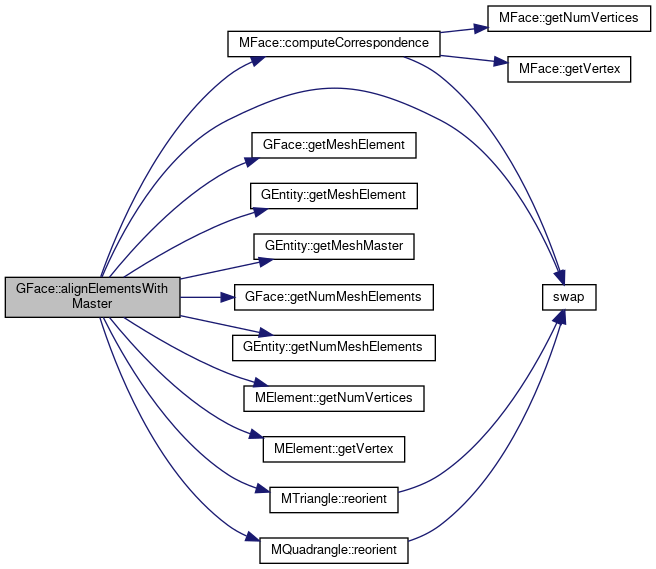 MFace::getNumVertices
MFace::computeCorrespondence
MFace::getVertex
GFace::getMeshElement
GEntity::getMeshElement
GEntity::getMeshMaster
GFace::alignElementsWith
Master
GFace::getNumMeshElements
swap
GEntity::getNumMeshElements
MElement::getNumVertices
MElement::getVertex
MTriangle::reorient
MQuadrangle::reorient